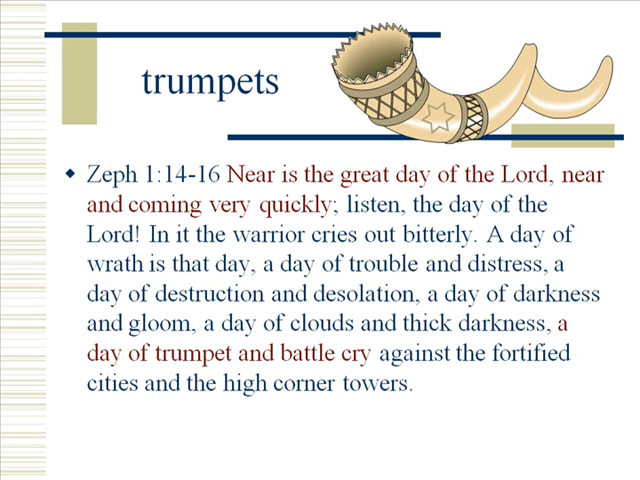 trumpets
Zeph 1:14-16 Near is the great day of the Lord, near
and coming very quickly; listen, the day of the
Lord! In it the warrior cries out bitterly. A day of
wrath is that day, a day of trouble and distress, a
day of destruction and desolation, a day of darkness
and gloom, a day of clouds and thick darkness, a
day of trumpet and battle cry against the fortified
cities and the high corner towers.